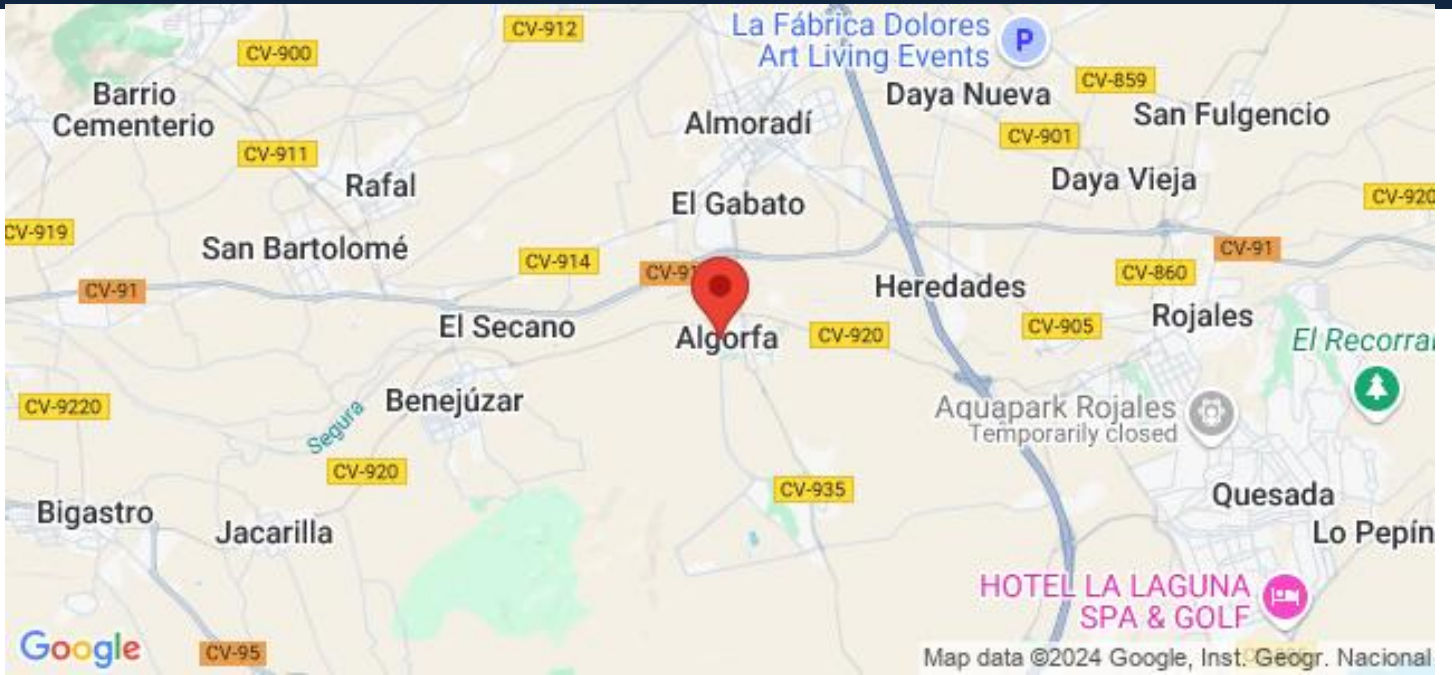 CV-912
La Fábrica Dolores
Art Living Events
P
CV-900
CV-859
Barrio
Cementerio
Daya Nueva
San Fulgencio
Almoradí
CV-901
CV-911
Rafal
Daya Vieja
CV-920
El Gabato
CV-919
San Bartolomé
CV-914
CV-91
CV-91
CV-860
CV-91
Heredades
Rojales
El Secano
Algorfa
CV-920
CV-905
El Recorral
Benejúzar
CV-9220
Segura
Aquapark Rojales
Temporarily closed
CV-920
CV-935
Quesada
Bigastro
Jacarilla
Lo Pepín
HOTEL LA LAGUNA
SPA & GOLF
Google
CV-95
Map data ©2024 Google, Inst. Geogr. Nacional